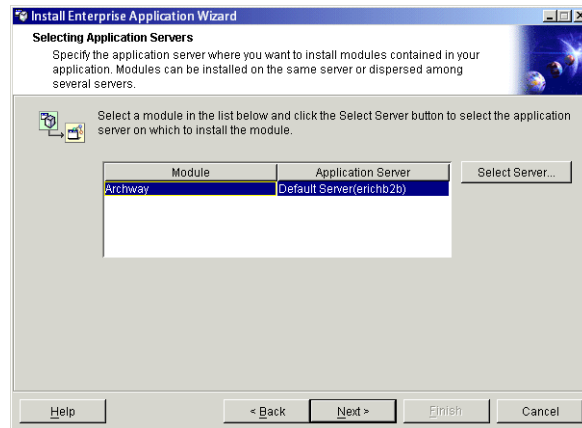 Install Enterprise Application Wizard
Selecting Application Servers
Specify the application server where you want to install modules contained in your
application. Modules can be installed on the same server or dispersed among
several servers.
Select a module in the list below and click the Select Server button to select the application
server on which to install the module.
Module Application Server
Archway Default Server(erichb2b)
Select Server...
Help < Back Next > Finish Cancel